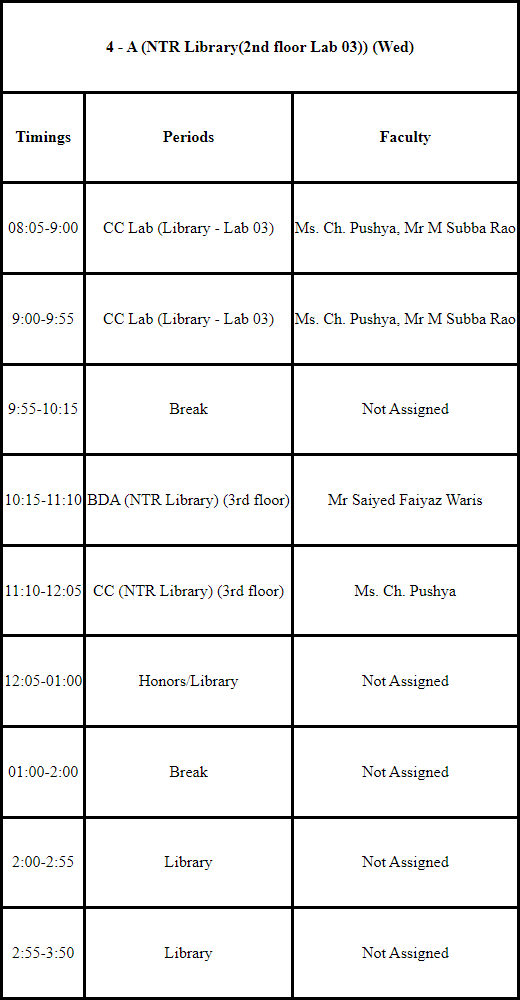 4 - A (NTR Library(2nd floor Lab 03)) (Wed)
Timings Periods Faculty
08:05-9:00 CC Lab (Library - Lab 03) Ms. Ch. Pushya, Mr M Subba Rao
9:00-9:55 CC Lab (Library - Lab 03) Ms. Ch. Pushya, Mr M Subba Rao
9:55-10:15 Break Not Assigned
10:15-11:10 BDA (NTR Library) (3rd floor) Mr Saiyed Faiyaz Waris
11:10-12:05 CC (NTR Library) (3rd floor) Ms. Ch. Pushya
12:05-01:00 Honors/Library Not Assigned
01:00-2:00 Break Not Assigned
2:00-2:55 Library Not Assigned
2:55-3:50 Library Not Assigned